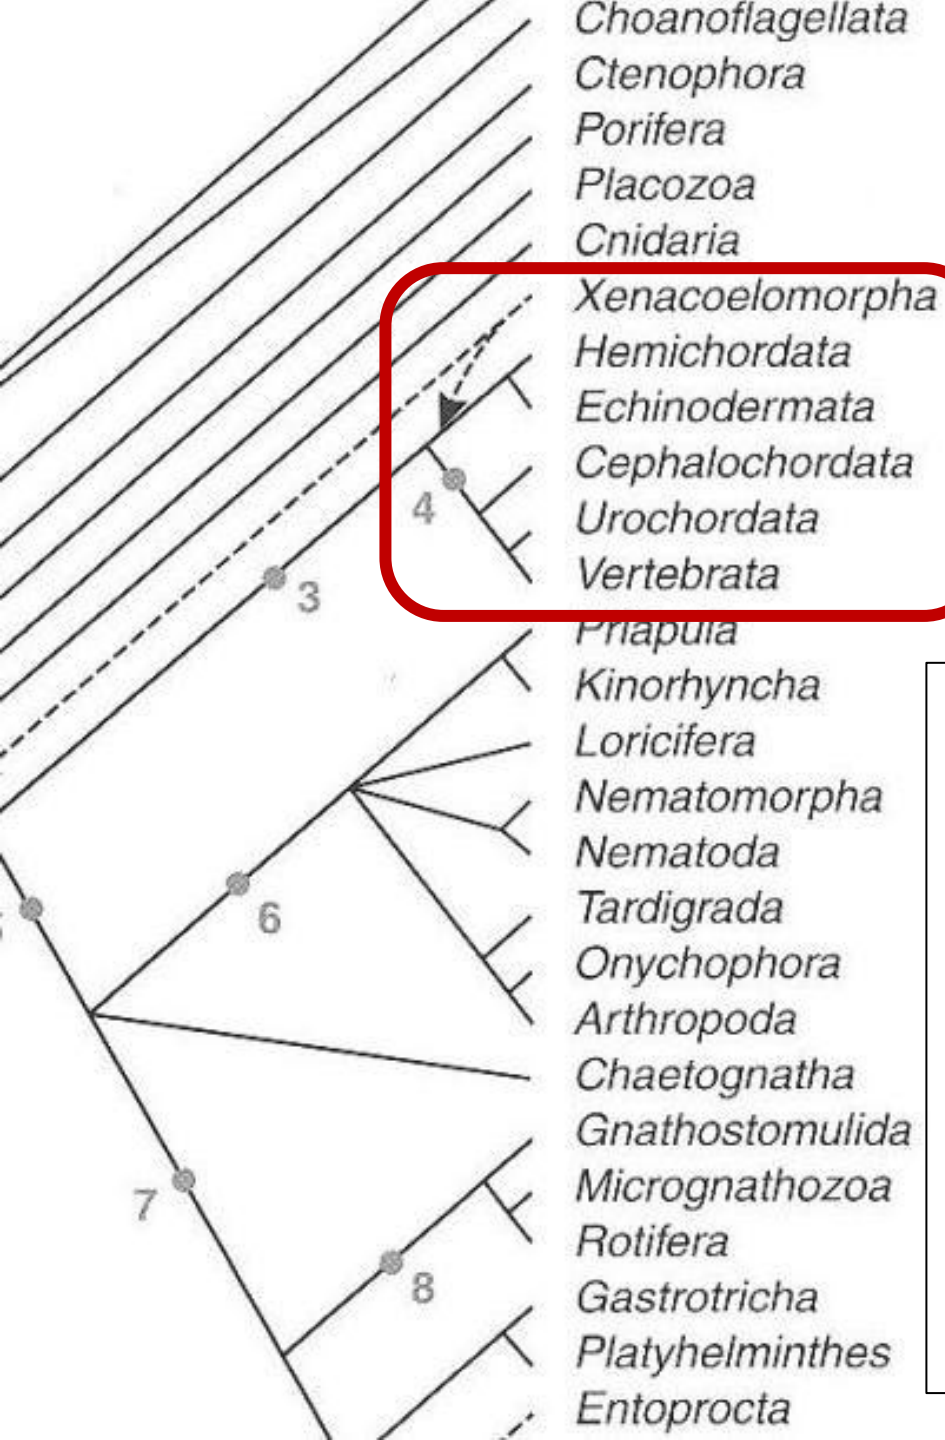 Choanoflagellata
Ctenophora
Porifera
Placozoa
Cnidaria
Xenacoelomorpha
Hemichordata
Echinodermata
Cephalochordata
4
Urochordata
Vertebrata
3
Priapula
Kinorhyncha
Loricifera
Nematomorpha
Nematoda
Tardigrada
6
Onychophora
Arthropoda
Chaetognatha
Gnathostomulida
Micrognathozoa
7
Rotifera
8
Gastrotricha
Platyhelminthes
Entoprocta